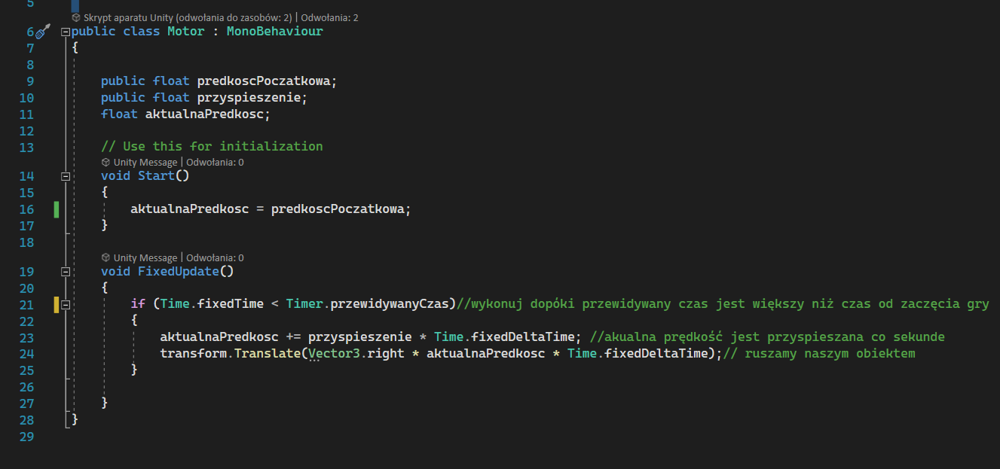 5
Skrypt aparatu Unity (odwołania do zasobów: 2) | Odwołania: 2
6 public class Motor : MonoBehaviour
7 {
8
9 public float predkoscPoczatkowa;
10 public float przyspieszenie;
11 float aktualnaPredkosc;
12
13 // Use this for initialization
Unity Message | Odwołania: 0
14 void Start()
15 {
16 aktualnaPredkosc = predkoscPoczatkowa;
17 }
18
Unity Message | Odwołania: 0
19 void FixedUpdate()
20 {
21 if (Time.fixedTime < Timer.przewidywanyCzas)//wykonuj dopóki przewidywany czas jest większy niż czas od zaczęcia gry
22 {
23 aktualnaPredkosc += przyspieszenie * Time.fixedDeltaTime; //akualna prędkość jest przyspieszana co sekunde
24 transform.Translate(Vector3.right * aktualnaPredkosc * Time.fixedDeltaTime);// ruszamy naszym obiektem
25 }
26
27 }
28 }
29